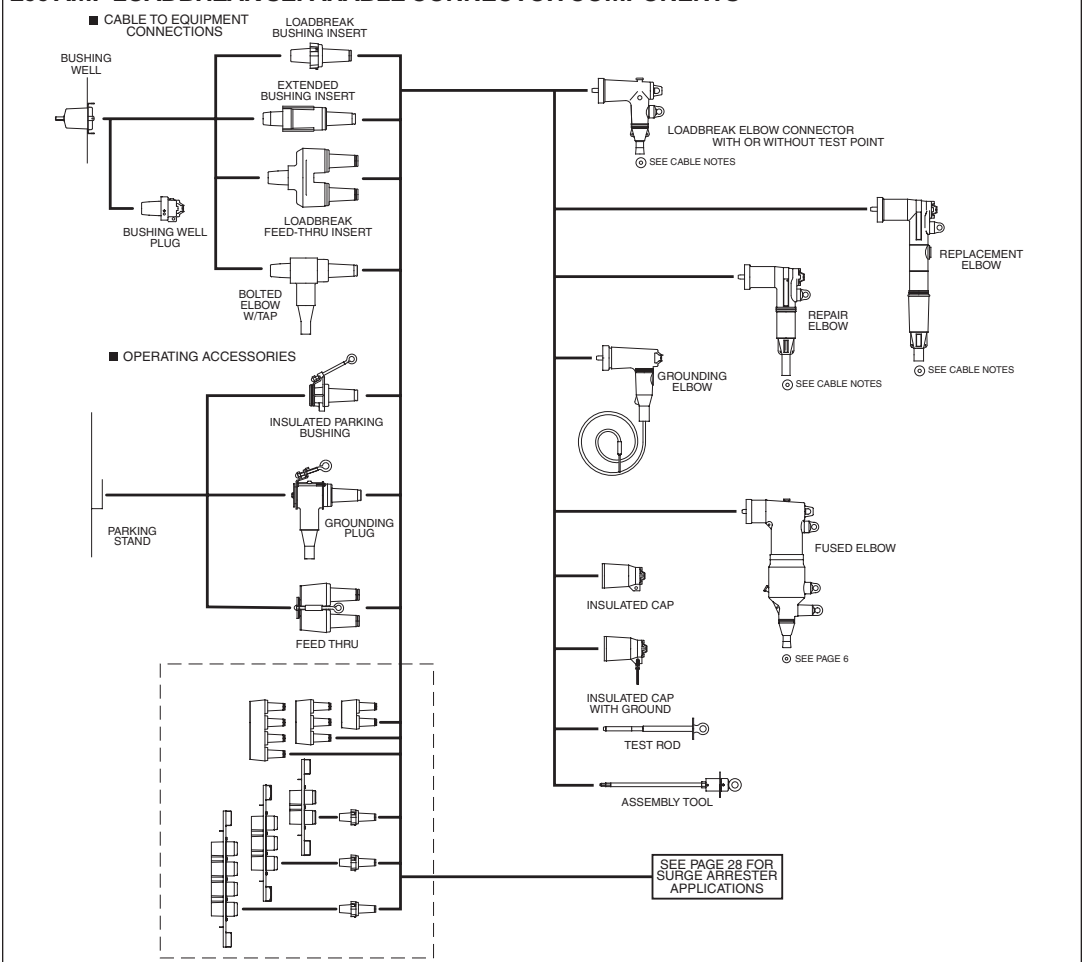 ■ CABLE TO EQUIPMENT
CONNECTIONS
LOADBREAK
BUSHING INSERT
BUSHING
WELL
EXTENDED
BUSHING INSERT
LOADBREAK ELBOW CONNECTOR
WITH OR WITHOUT TEST POINT
SEE CABLE NOTES
BUSHING WELL
PLUG
LOADBREAK
FEED-THRU INSERT
REPLACEMENT
ELBOW
SEE CABLE NOTES
BOLTED
ELBOW
W/TAP
REPAIR
ELBOW
SEE CABLE NOTES
■ OPERATING ACCESSORIES
GROUNDING
ELBOW
INSULATED PARKING
BUSHING
PARKING
STAND
GROUNDING
PLUG
FUSED ELBOW
SEE PAGE 6
INSULATED CAP
FEED THRU
INSULATED CAP
WITH GROUND
TEST ROD
ASSEMBLY TOOL
SEE PAGE 28 FOR
SURGE ARRESTER
APPLICATIONS